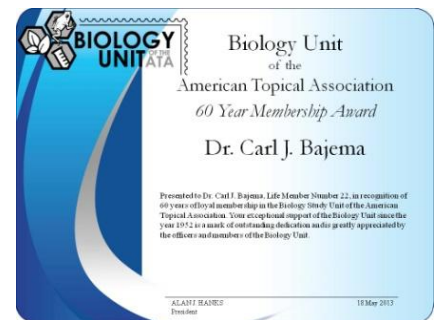 BIOLOGY
UNIT OF THE
ATA
Biology Unit
of the
American Topical Association
60 Year Membership Award
Dr. Carl J. Bajema
Presented to Dr. Carl J. Bajema, Life Member Number 22, in recognition of
60 years of loyal membership in the Biology Study Unit of the American
Topical Association. Your exceptional support of the Biology Unit since the
year 1952 is a mark of outstanding dedication and is greatly appreciated by
the officers and members of the Biology Unit.
ALAN J HANKS 18 May 2013
President